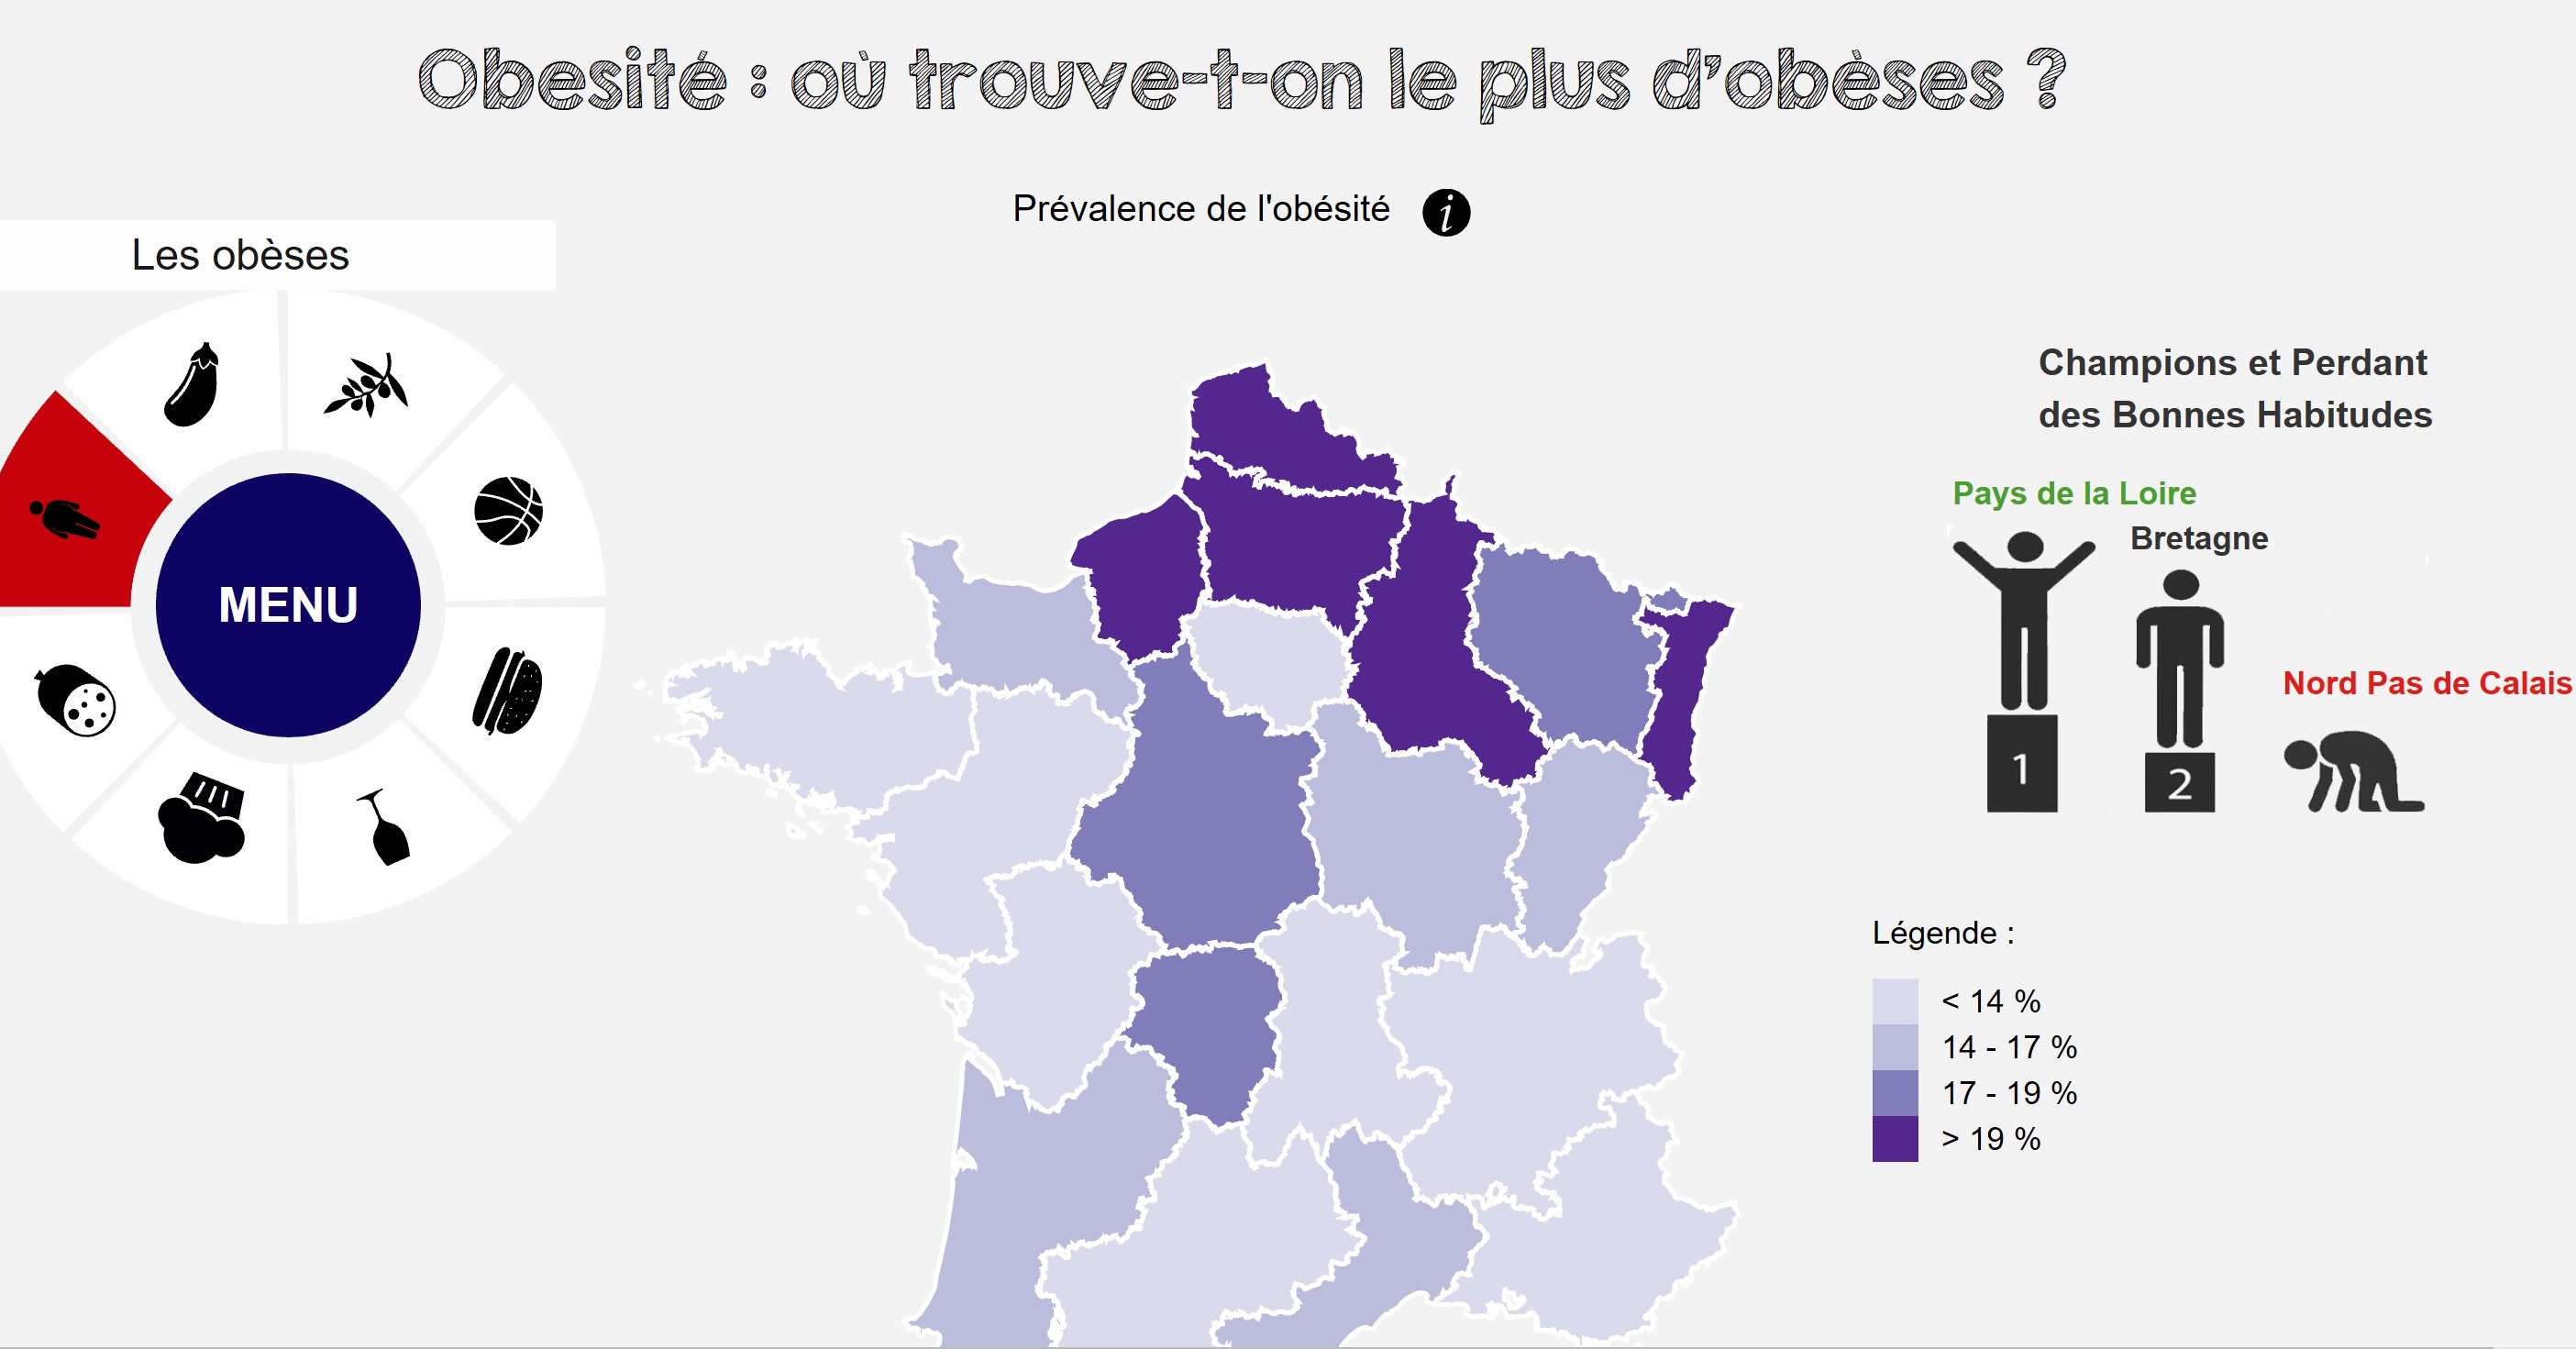 Obesité : où trouve-t-on le plus d'obèses ?
Prévalence de l'obésité i
Les obèses
MENU
Champions et Perdant
des Bonnes Habitudes
Pays de la Loire
Bretagne
Nord Pas de Calais
1
2
Légende :
< 14 %
14 - 17 %
17 - 19 %
> 19 %